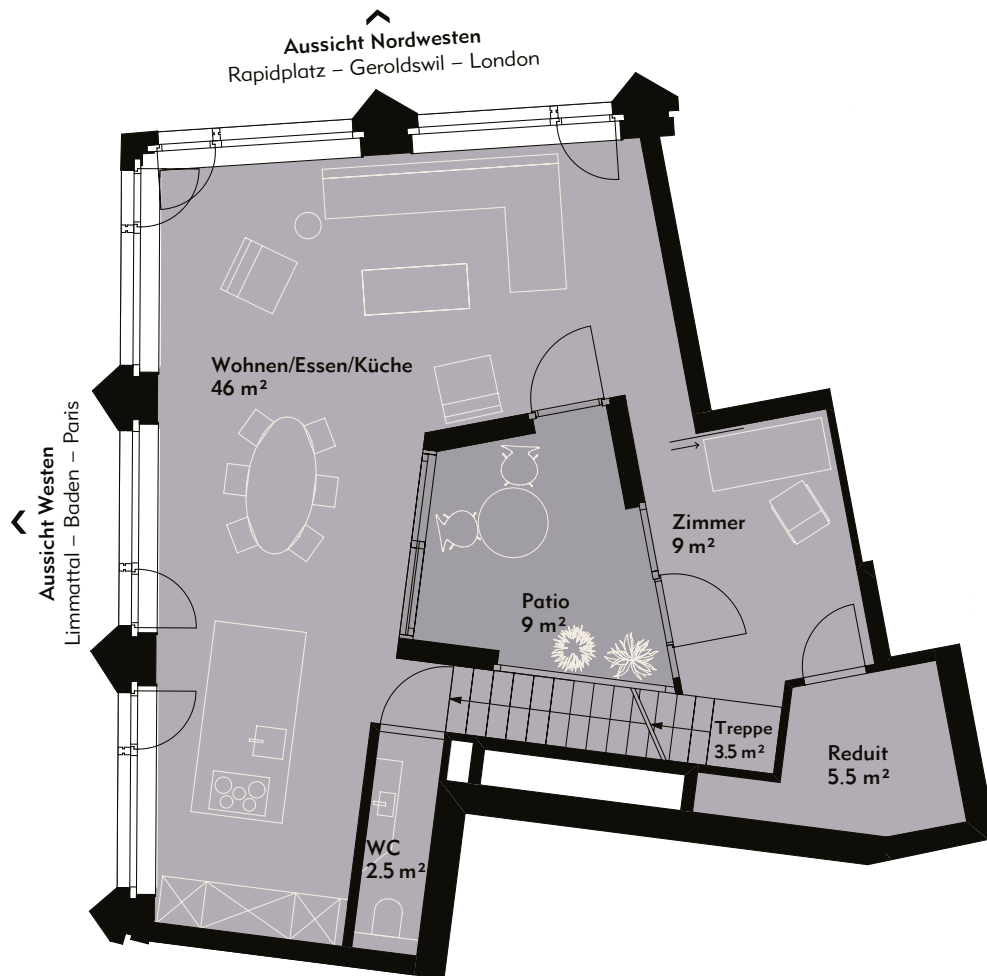 Aussicht Nordwesten
Rapidplatz – Geroldswil – London
Aussicht Westen
Limmattal – Baden – Paris
Wohnen/Essen/Küche
46 m²
Zimmer
9 m²
Patio
9 m²
Treppe
3.5 m²
Reduit
5.5 m²
WC
2.5 m²